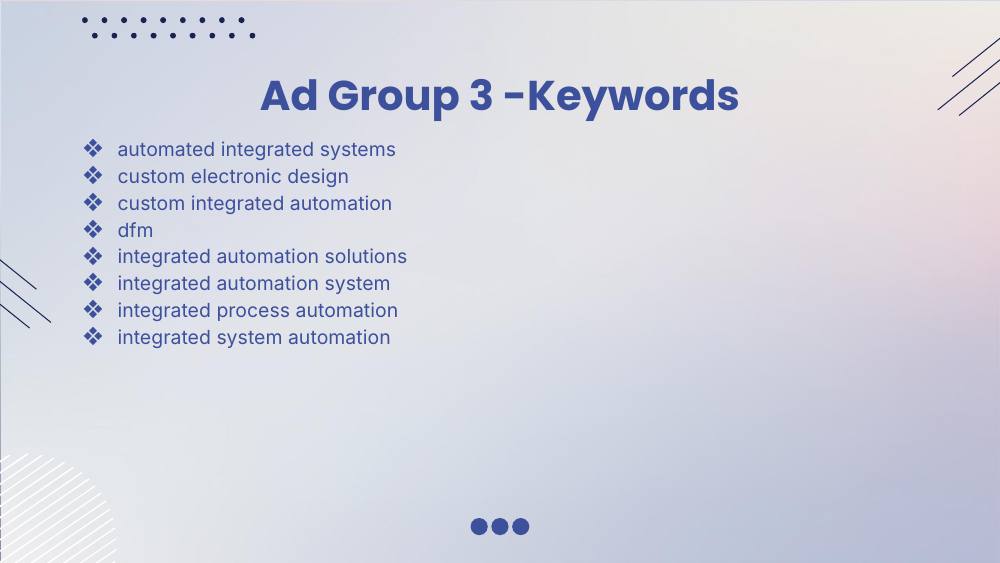 Ad Group 3 -Keywords
❖ automated integrated systems
❖ custom electronic design
❖ custom integrated automation
❖ dfm
❖ integrated automation solutions
❖ integrated automation system
❖ integrated process automation
❖ integrated system automation